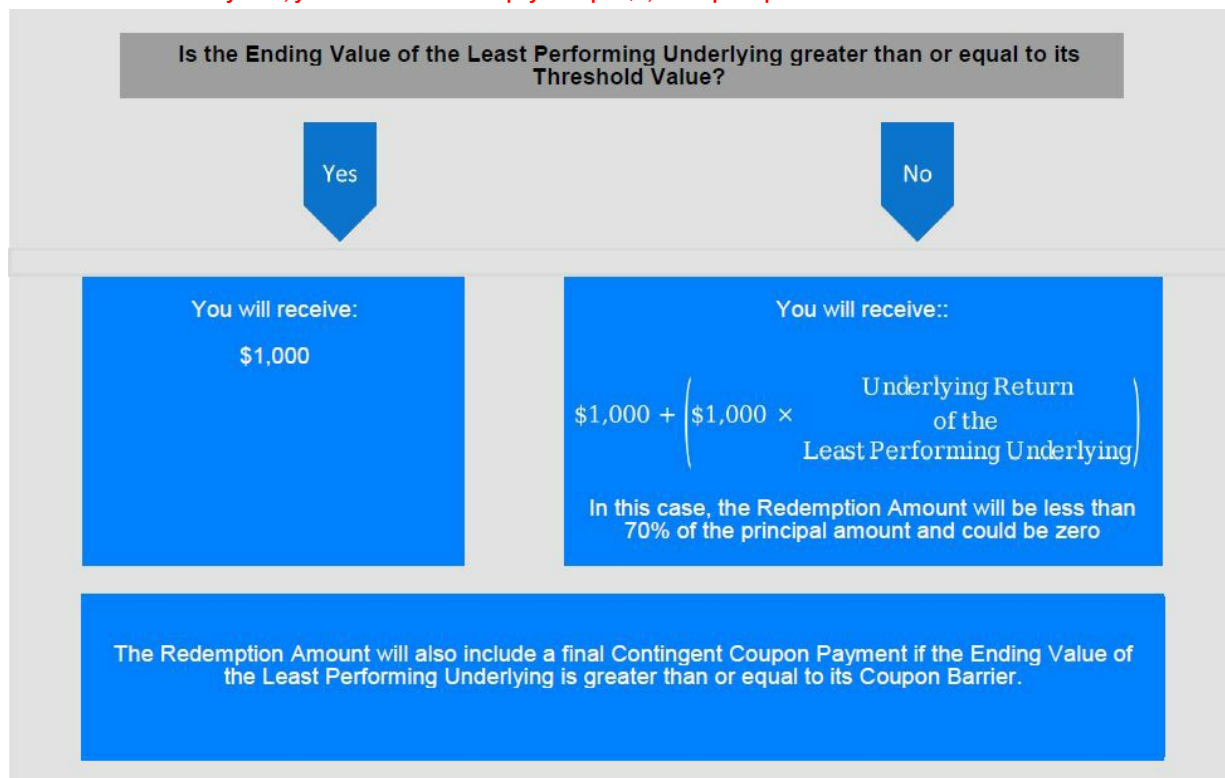 Is the Ending Value of the Least Performing Underlying greater than or equal to its
Threshold Value?
Yes
No
You will receive:
$1,000
You will receive::
$1,000 + ($1,000 × Underlying Return
of the
Least Performing Underlying)
In this case, the Redemption Amount will be less than
70% of the principal amount and could be zero
The Redemption Amount will also include a final Contingent Coupon Payment if the Ending Value of
the Least Performing Underlying is greater than or equal to its Coupon Barrier.